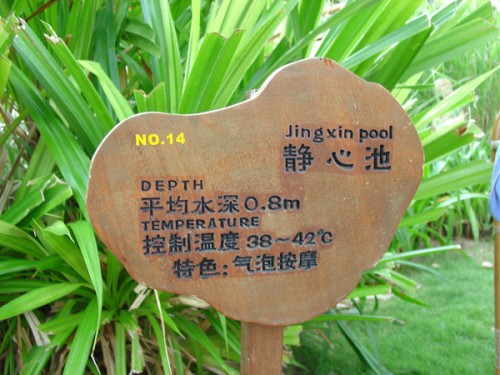 Jingxin pool
NO.14
静心池
DEPTH
平均水深0.8m
TEMPERATURE
控制温度 38~42℃
特色:气泡按摩